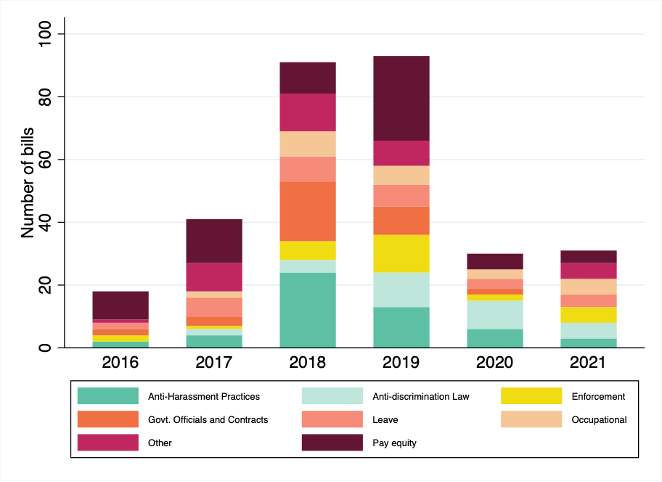 Number of bills
100
80
60
40
20
0
2016 2017 2018 2019 2020 2021
Anti-Harassment Practices Anti-discrimination Law Enforcement
Govt. Officials and Contracts Leave Occupational
Other Pay equity